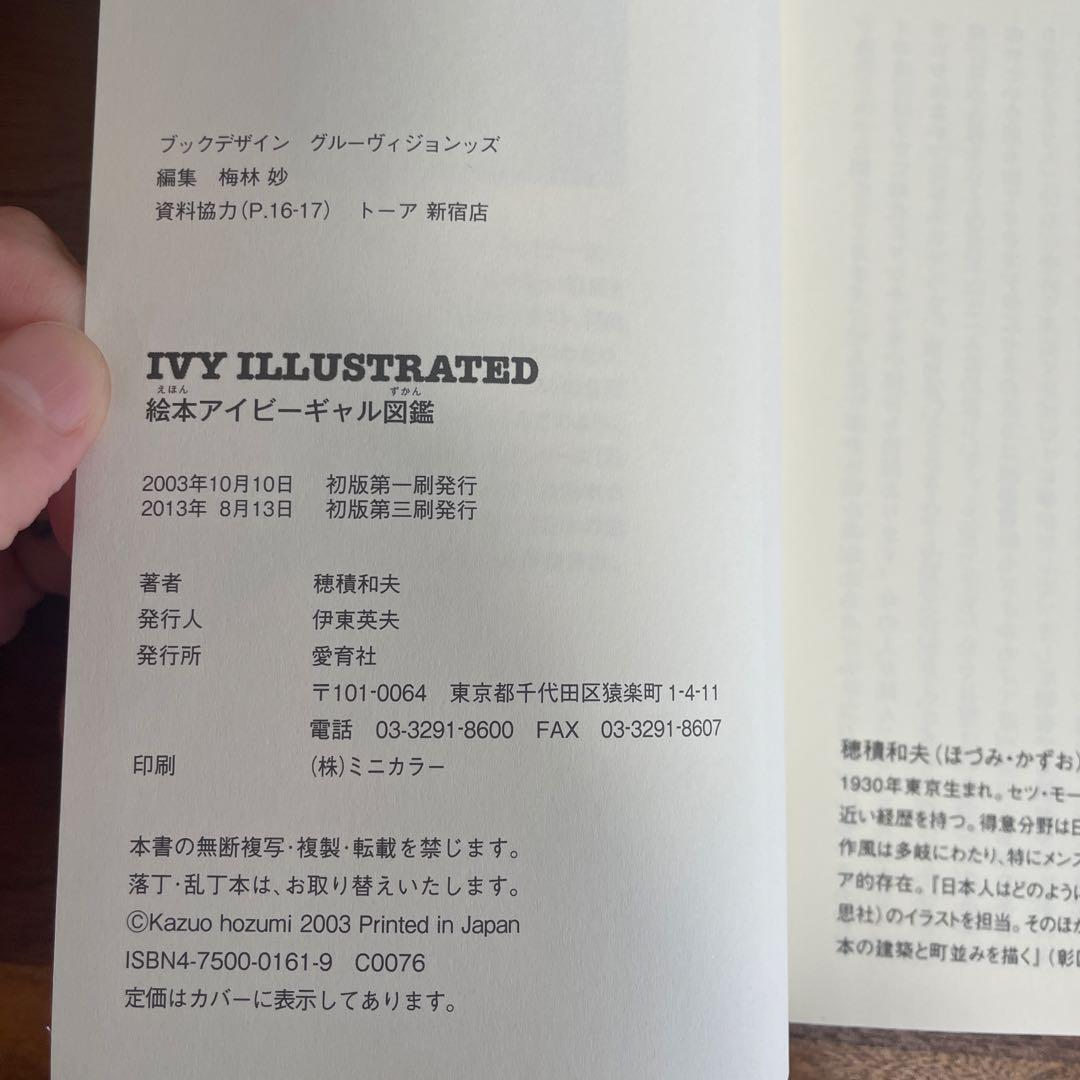 ブックデザイン　グルーヴィジョンッズ
編集　梅林 妙
資料協力(P.16-17)　トーア 新宿店
IVY ILLUSTRATED
えほん ずかん
絵本アイビーギャル図鑑
2003年10月10日　初版第一刷発行
2013年 8月13日　初版第三刷発行
著者　穂積和夫
発行人　伊東英夫
発行所　愛育社
〒101-0064　東京都千代田区猿楽町1-4-11
電話　03-3291-8600　FAX　03-3291-8607
印刷　(株)ミニカラー
本書の無断複写・複製・転載を禁じます。
落丁・乱丁本は、お取り替えいたします。
©Kazuo hozumi 2003 Printed in Japan
ISBN4-7500-0161-9　C0076
定価はカバーに表示してあります。
穂積和夫(ほづみ・かずお)
1930年東京生まれ。セツ・モー
近い経歴を持つ。得意分野は日
作風は多岐にわたり、特にメンズ
ア的存在。『日本人はどのように
思社)のイラストを担当。そのほか
本の建築と町並みを描く』(彰国